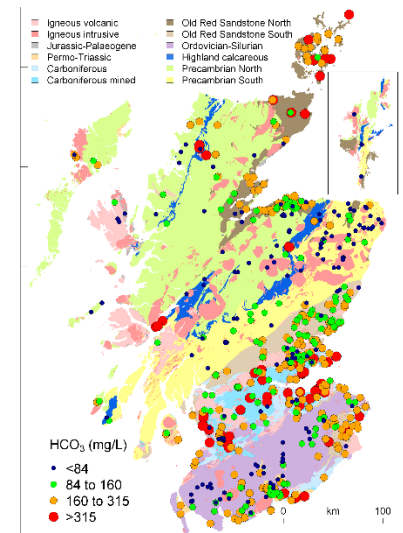 Igneous volcanic
Igneous intrusive
Jurassic-Palaeogene
Permo-Triassic
Carboniferous
Carboniferous mined
Old Red Sandstone North
Old Red Sandstone South
Ordovician-Silurian
Highland calcareous
Precambrian North
Precambrian South
HCO₃ (mg/L)
<84
84 to 160
160 to 315
>315
0 km 100